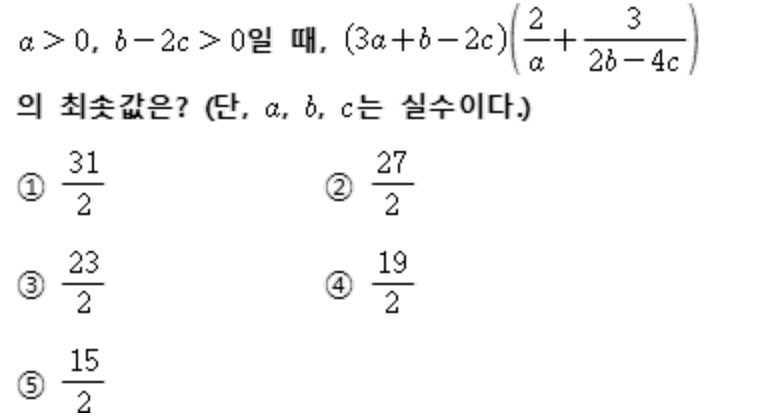 a > 0, b − 2c > 0일 때, (3a + b − 2c)(2/a + 3/(2b − 4c))
의 최솟값은? (단, a, b, c는 실수이다.)
① 31/2 ② 27/2
③ 23/2 ④ 19/2
⑤ 15/2